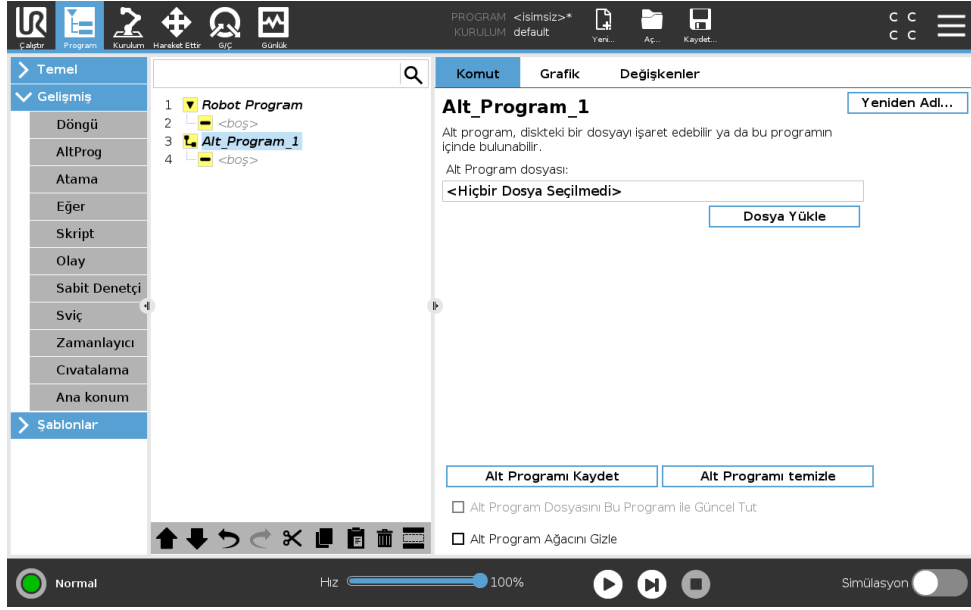 PROGRAM <isimsiz>*
KURULUM default
C C
C C
Çalıştır Program Kurulum Hareket Ettir G/Ç Günlük Yeni... Aç... Kaydet...
Temel
Gelişmiş
Döngü
AltProg
Atama
Eğer
Skript
Olay
Sabit Denetçi
Sviç
Zamanlayıcı
Cıvatalama
Ana konum
Şablonlar
1 Robot Program
2 <boş>
3 Alt_Program_1
4 <boş>
Komut Grafik Değişkenler
Alt_Program_1 Yeniden Adl...
Alt program, diskteki bir dosyayı işaret edebilir ya da bu programın
içinde bulunabilir.
Alt Program dosyası:
<Hiçbir Dosya Seçilmedi>
Dosya Yükle
Alt Programı Kaydet Alt Programı temizle
Alt Program Dosyasını Bu Program ile Güncel Tut
Alt Program Ağacını Gizle
Normal Hız 100% Simülasyon